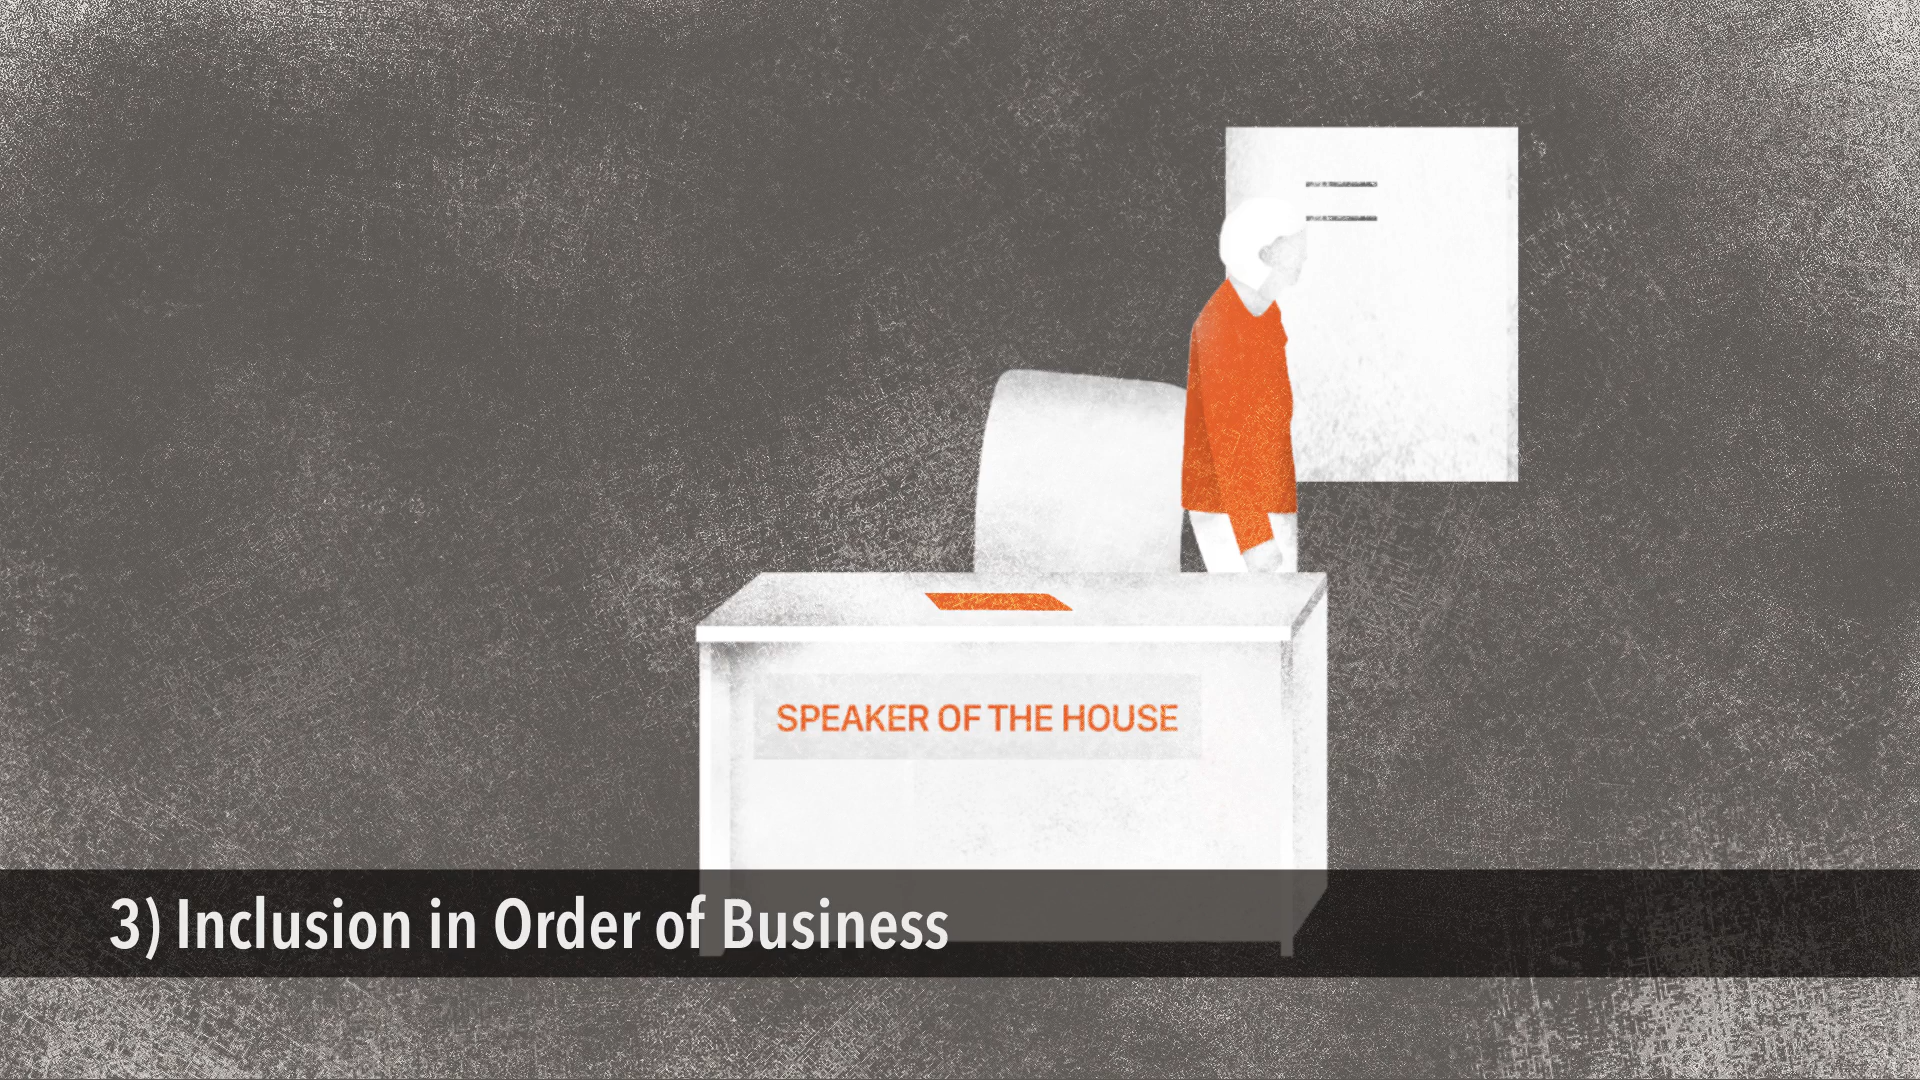 SPEAKER OF THE HOUSE
3) Inclusion in Order of Business